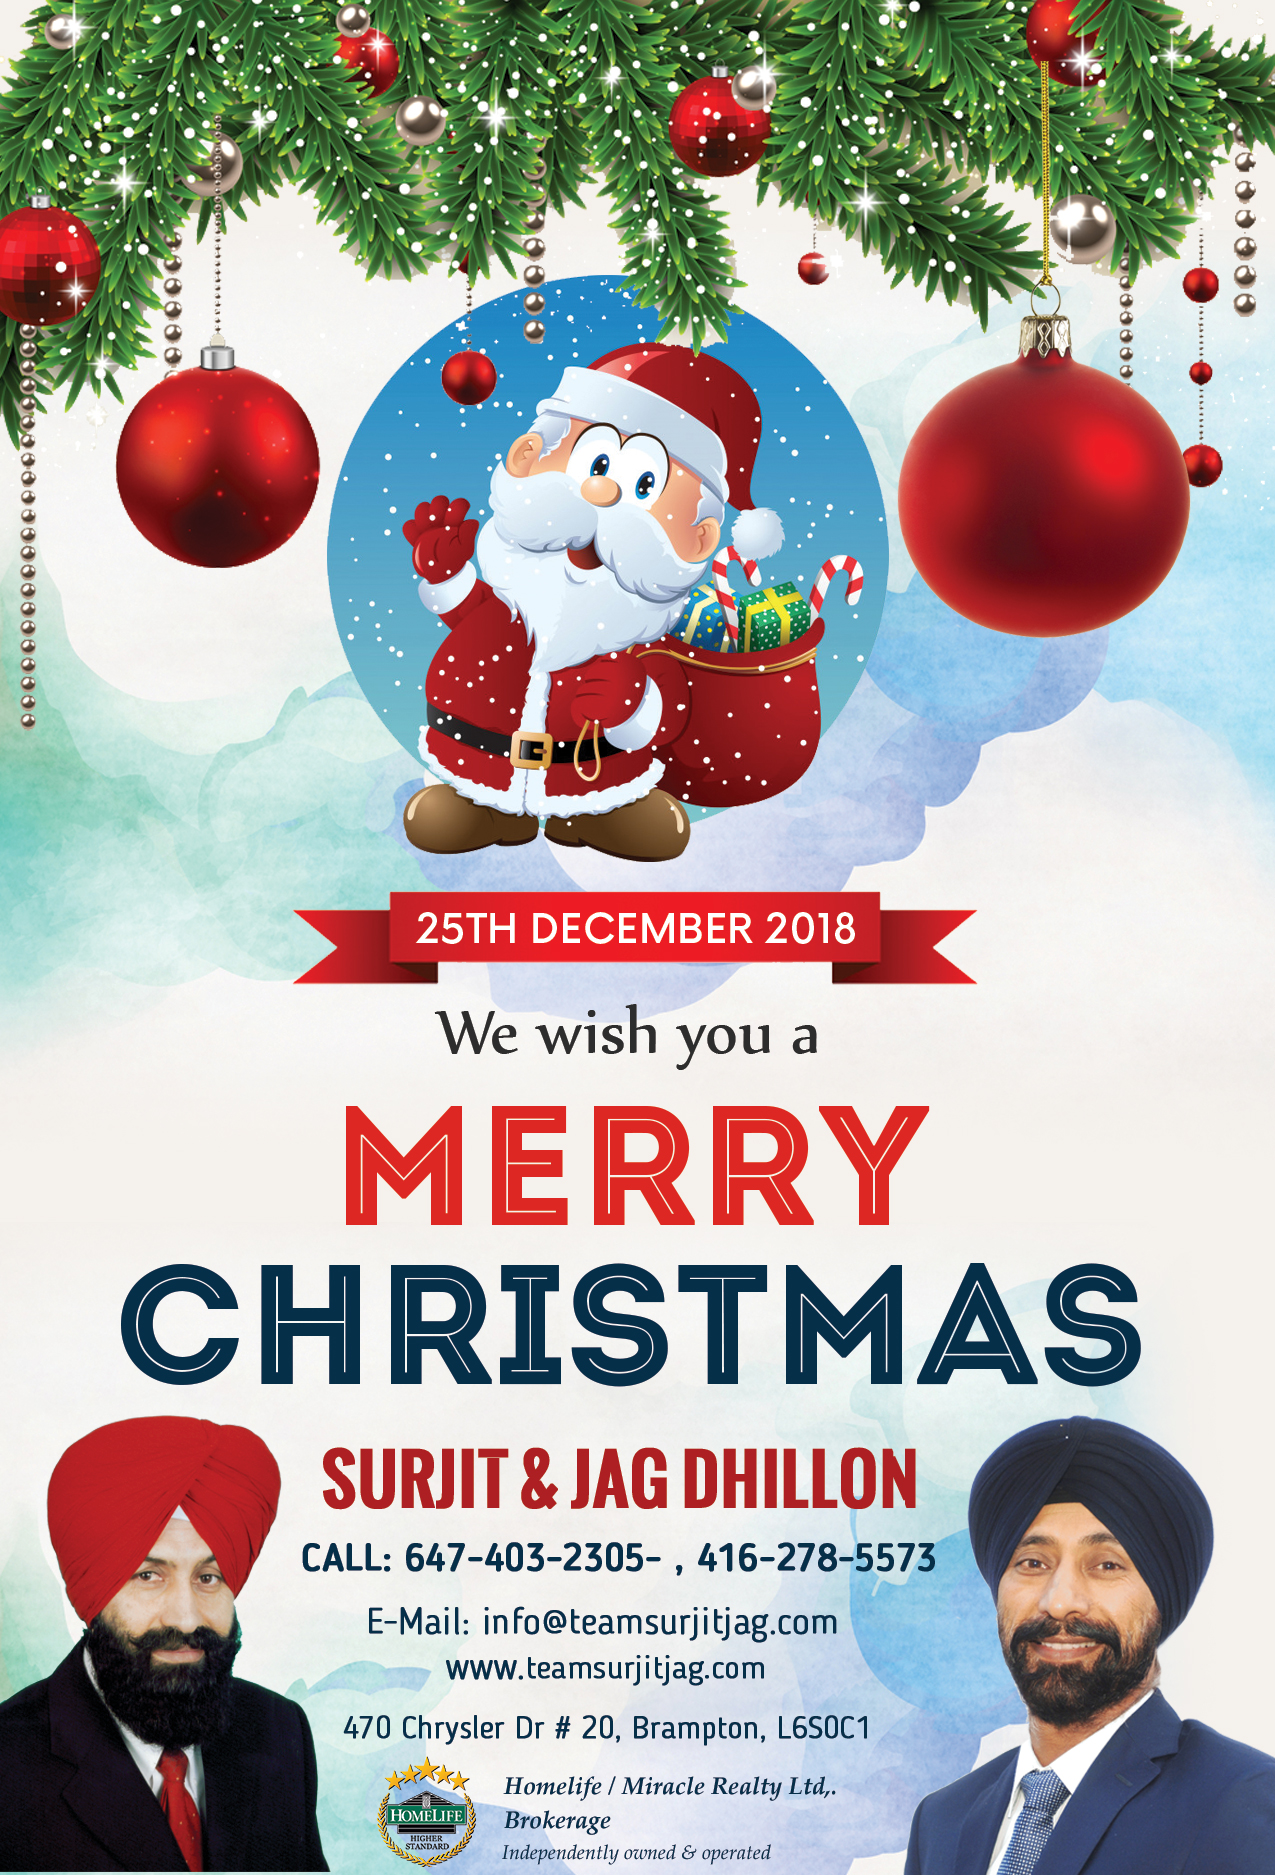 25TH DECEMBER 2018
We wish you a
MERRY
CHRISTMAS
SURJIT & JAG DHILLON
CALL: 647-403-2305- , 416-278-5573
E-Mail: info@teamsurjitjag.com
www.teamsurjitjag.com
470 Chrysler Dr # 20, Brampton, L6S0C1
HOMELIFE
HIGHER
STANDARD
Homelife / Miracle Realty Ltd,.
Brokerage
Independently owned & operated